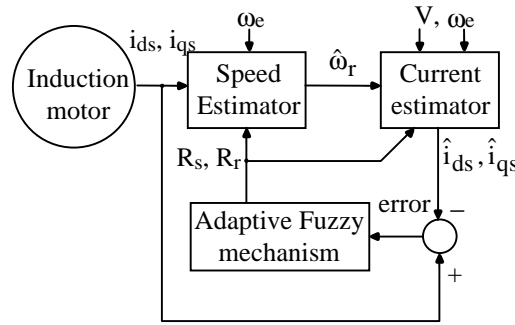 V, ωe
ids, iqs
ωe
Induction
motor
Speed
Estimator
ω̂r
Current
estimator
Rs, Rr
îds , îqs
error
−
Adaptive Fuzzy
mechanism
+